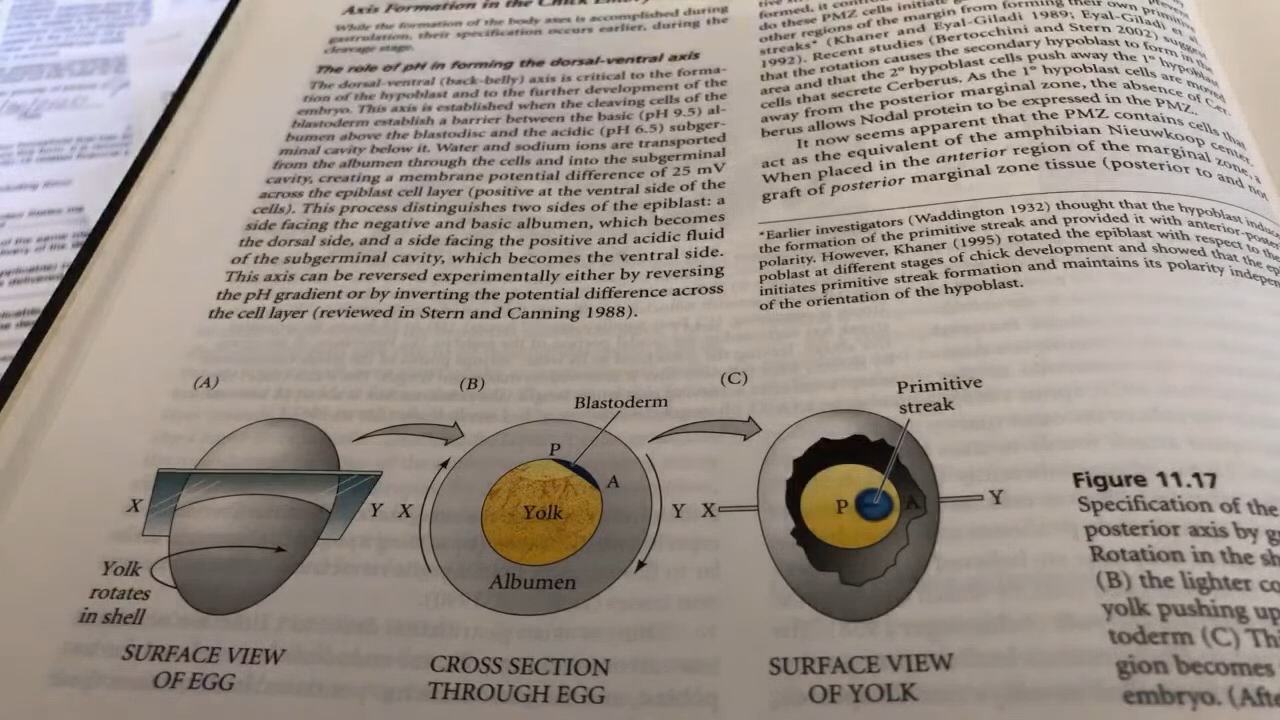 Axis Formation in the Chick
While the formation of the body axes is accomplished during
gastrulation, their specification occurs earlier, during the
cleavage stage.
The role of pH in forming the dorsal-ventral axis
The dorsal-ventral (back-belly) axis is critical to the forma-
tion of the hypoblast and to the further development of the
embryo. This axis is established when the cleaving cells of the
blastoderm establish a barrier between the basic (pH 9.5) al-
bumen above the blastodisc and the acidic (pH 6.5) subger-
minal cavity below it. Water and sodium ions are transported
from the albumen through the cells and into the subgerminal
cavity, creating a membrane potential difference of 25 mV
across the epiblast cell layer (positive at the ventral side of the
cells). This process distinguishes two sides of the epiblast: a
side facing the negative and basic albumen, which becomes
the dorsal side, and a side facing the positive and acidic fluid
of the subgerminal cavity, which becomes the ventral side.
This axis can be reversed experimentally either by reversing
the pH gradient or by inverting the potential difference across
the cell layer (reviewed in Stern and Canning 1988).
formed, it
do these PMZ cells initiate
other regions of the margin from forming their own
streaks* (Khaner and Eyal-Giladi 1989; Eyal-Giladi et
1992). Recent studies (Bertocchini and Stern 2002)
that the rotation causes the secondary hypoblast to form in the
area and that the 2° hypoblast cells push away the 1° hypoblast
cells that secrete Cerberus. As the 1° hypoblast cells are moved
away from the posterior marginal zone, the absence of Cer-
berus allows Nodal protein to be expressed in the PMZ.
It now seems apparent that the PMZ contains cells that
act as the equivalent of the amphibian Nieuwkoop center.
When placed in the anterior region of the marginal zone, a
graft of posterior marginal zone tissue (posterior to and not
*Earlier investigators (Waddington 1932) thought that the hypoblast
the formation of the primitive streak and provided it with
polarity. However, Khaner (1995) rotated the epiblast with respect to the
poblast at different stages of chick development and showed that the
initiates primitive streak formation and maintains its polarity
of the orientation of the hypoblast.
(A)
X
Y
Yolk
rotates
in shell
SURFACE VIEW
OF EGG
(B)
Blastoderm
P
A
X
Yolk
Y
Albumen
CROSS SECTION
THROUGH EGG
(C)
Primitive
streak
X
P
A
Y
SURFACE VIEW
OF YOLK
Figure 11.17
Specification of the
posterior axis by
Rotation in the
(B) the lighter
yolk pushing up
toderm (C)
gion becomes
embryo.